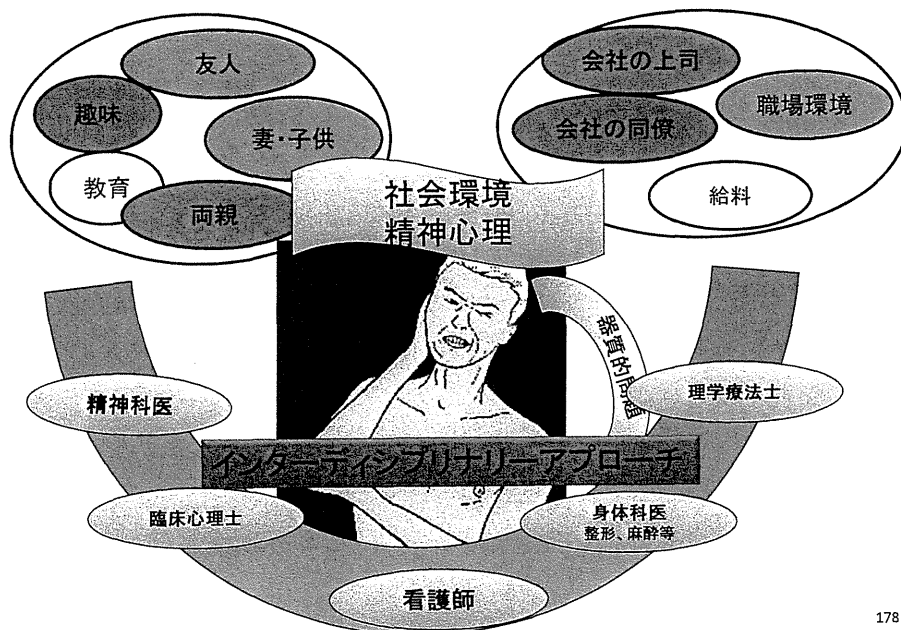 友人
趣味
妻・子供
教育
両親
会社の上司
職場環境
会社の同僚
給料
社会環境
精神心理
器質的問題
精神科医
理学療法士
インターディシプリナリーアプローチ
臨床心理士
身体科医
整形、麻酔等
看護師
178